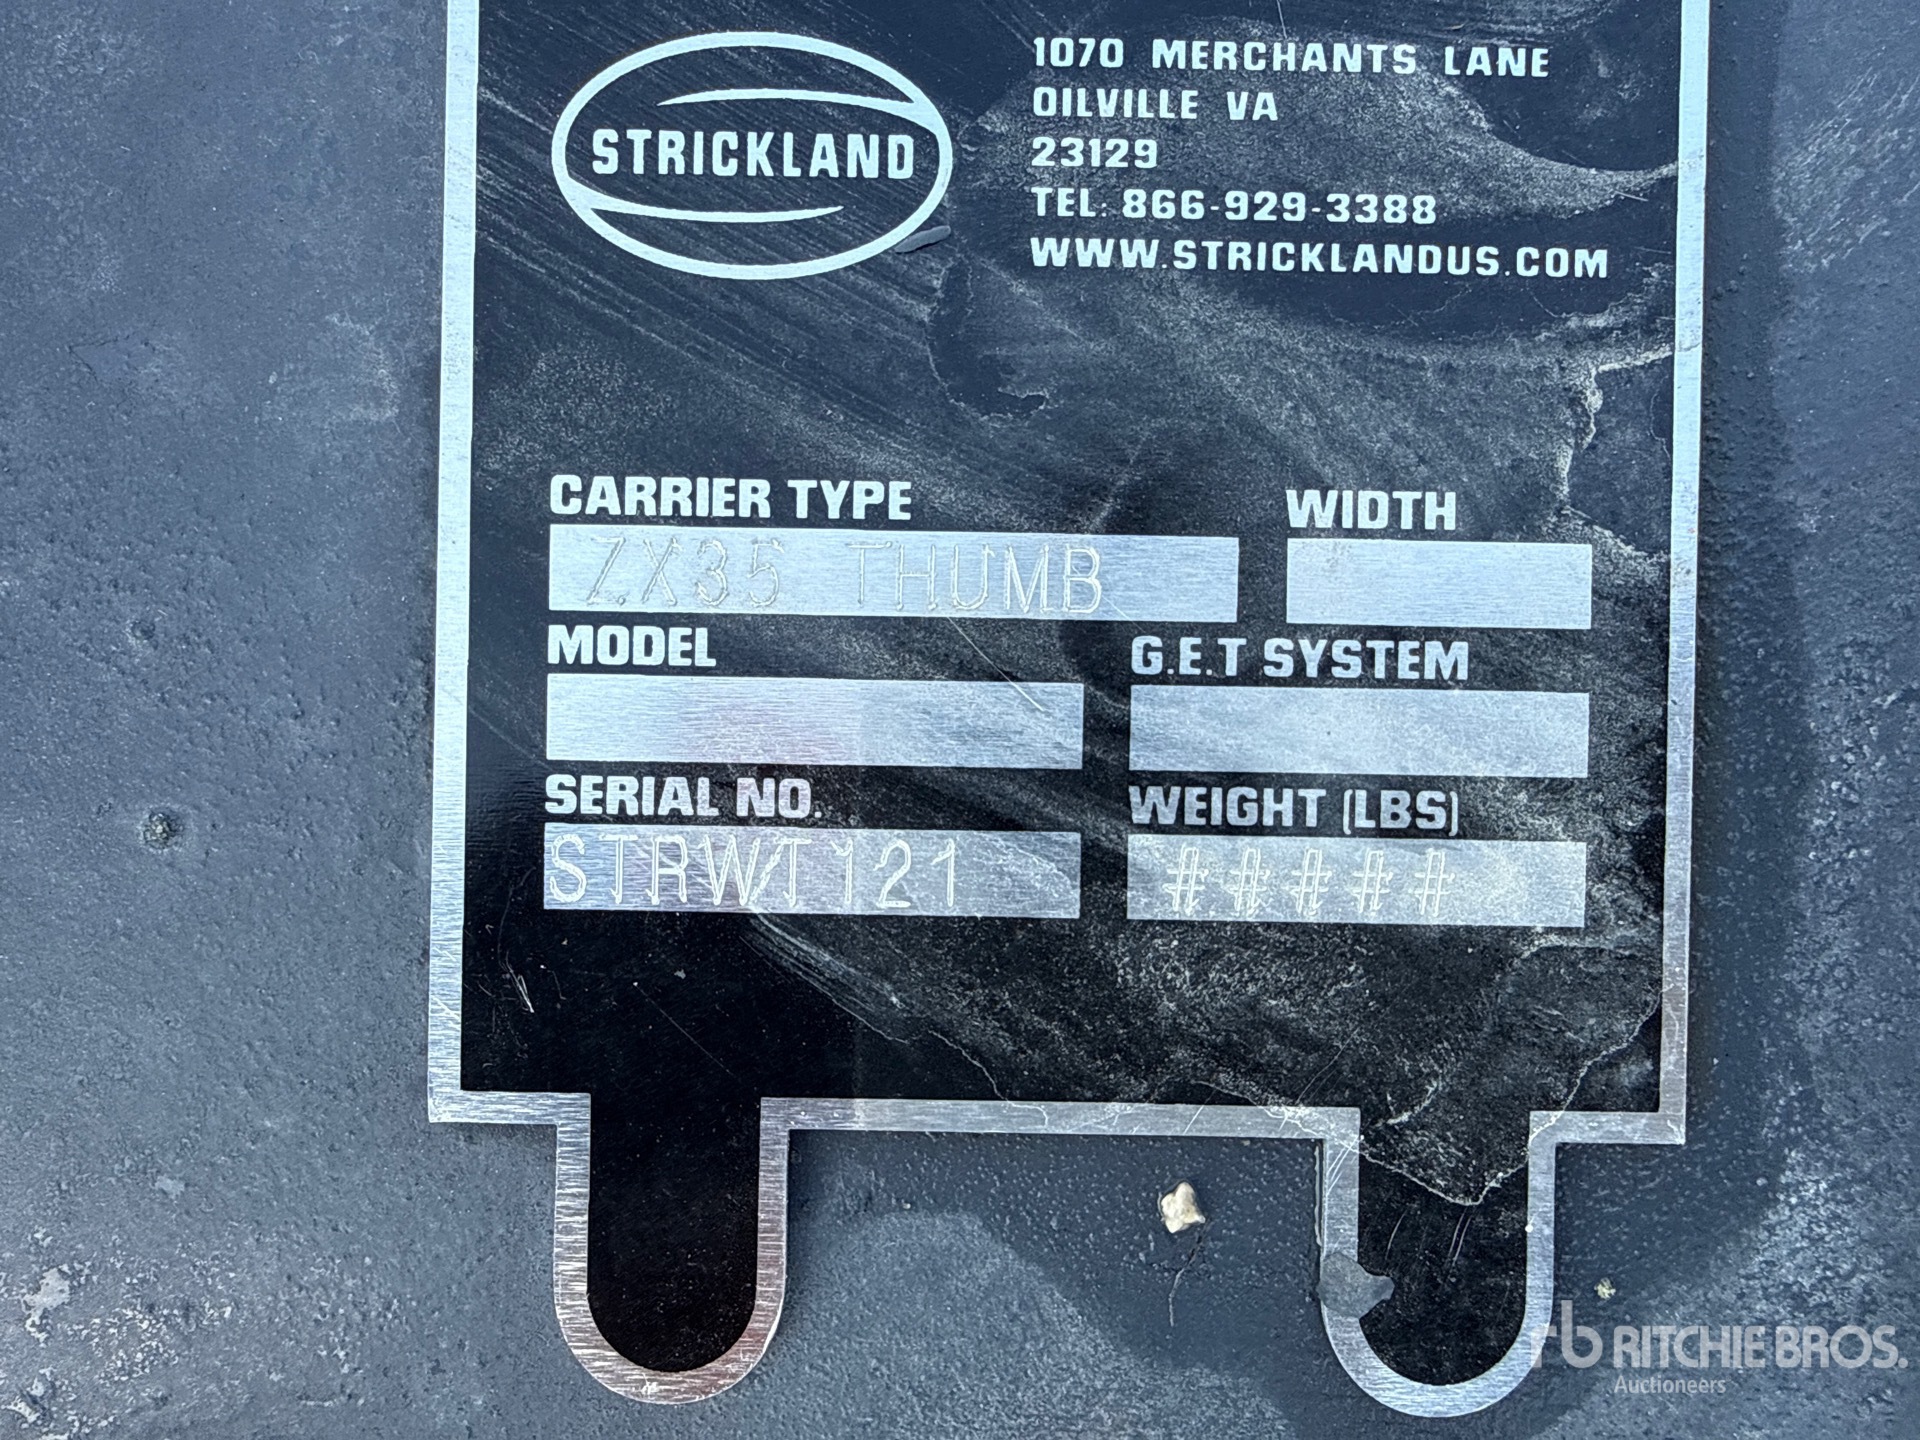 STRICKLAND
1070 MERCHANTS LANE
OILVILLE VA
23129
TEL: 866-929-3388
WWW.STRICKLANDUS.COM
CARRIER TYPE
ZX35 THUMB
WIDTH
MODEL
G.E.T SYSTEM
SERIAL NO.
STRWT121
WEIGHT (LBS)
#####
rb RITCHIE BROS.
Auctioneers